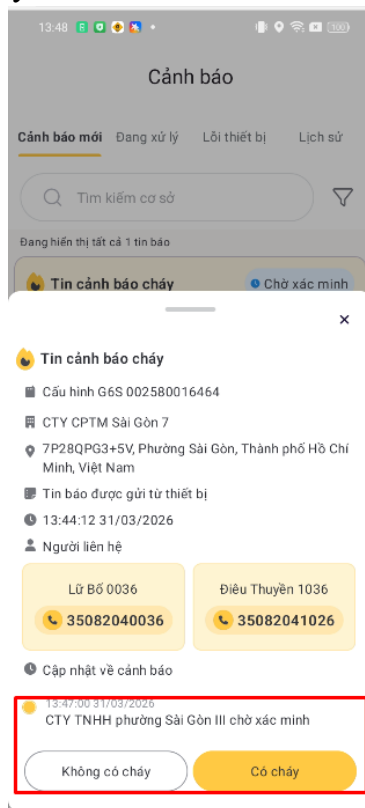 13:48
100
Cảnh báo
Cảnh báo mới Đang xử lý Lỗi thiết bị Lịch sử
Tìm kiếm cơ sở
Đang hiển thị tất cả 1 tin báo
Tin cảnh báo cháy Chờ xác minh
Tin cảnh báo cháy
Cấu hình G6S 002580016464
CTY CPTM Sài Gòn 7
7P28QPG3+5V, Phường Sài Gòn, Thành phố Hồ Chí
Minh, Việt Nam
Tin báo được gửi từ thiết bị
13:44:12 31/03/2026
Người liên hệ
Lữ Bố 0036 Điêu Thuyền 1036
35082040036 35082041026
Cập nhật về cảnh báo
13:47:00 31/03/2026
CTY TNHH phường Sài Gòn III chờ xác minh
Không có cháy Có cháy